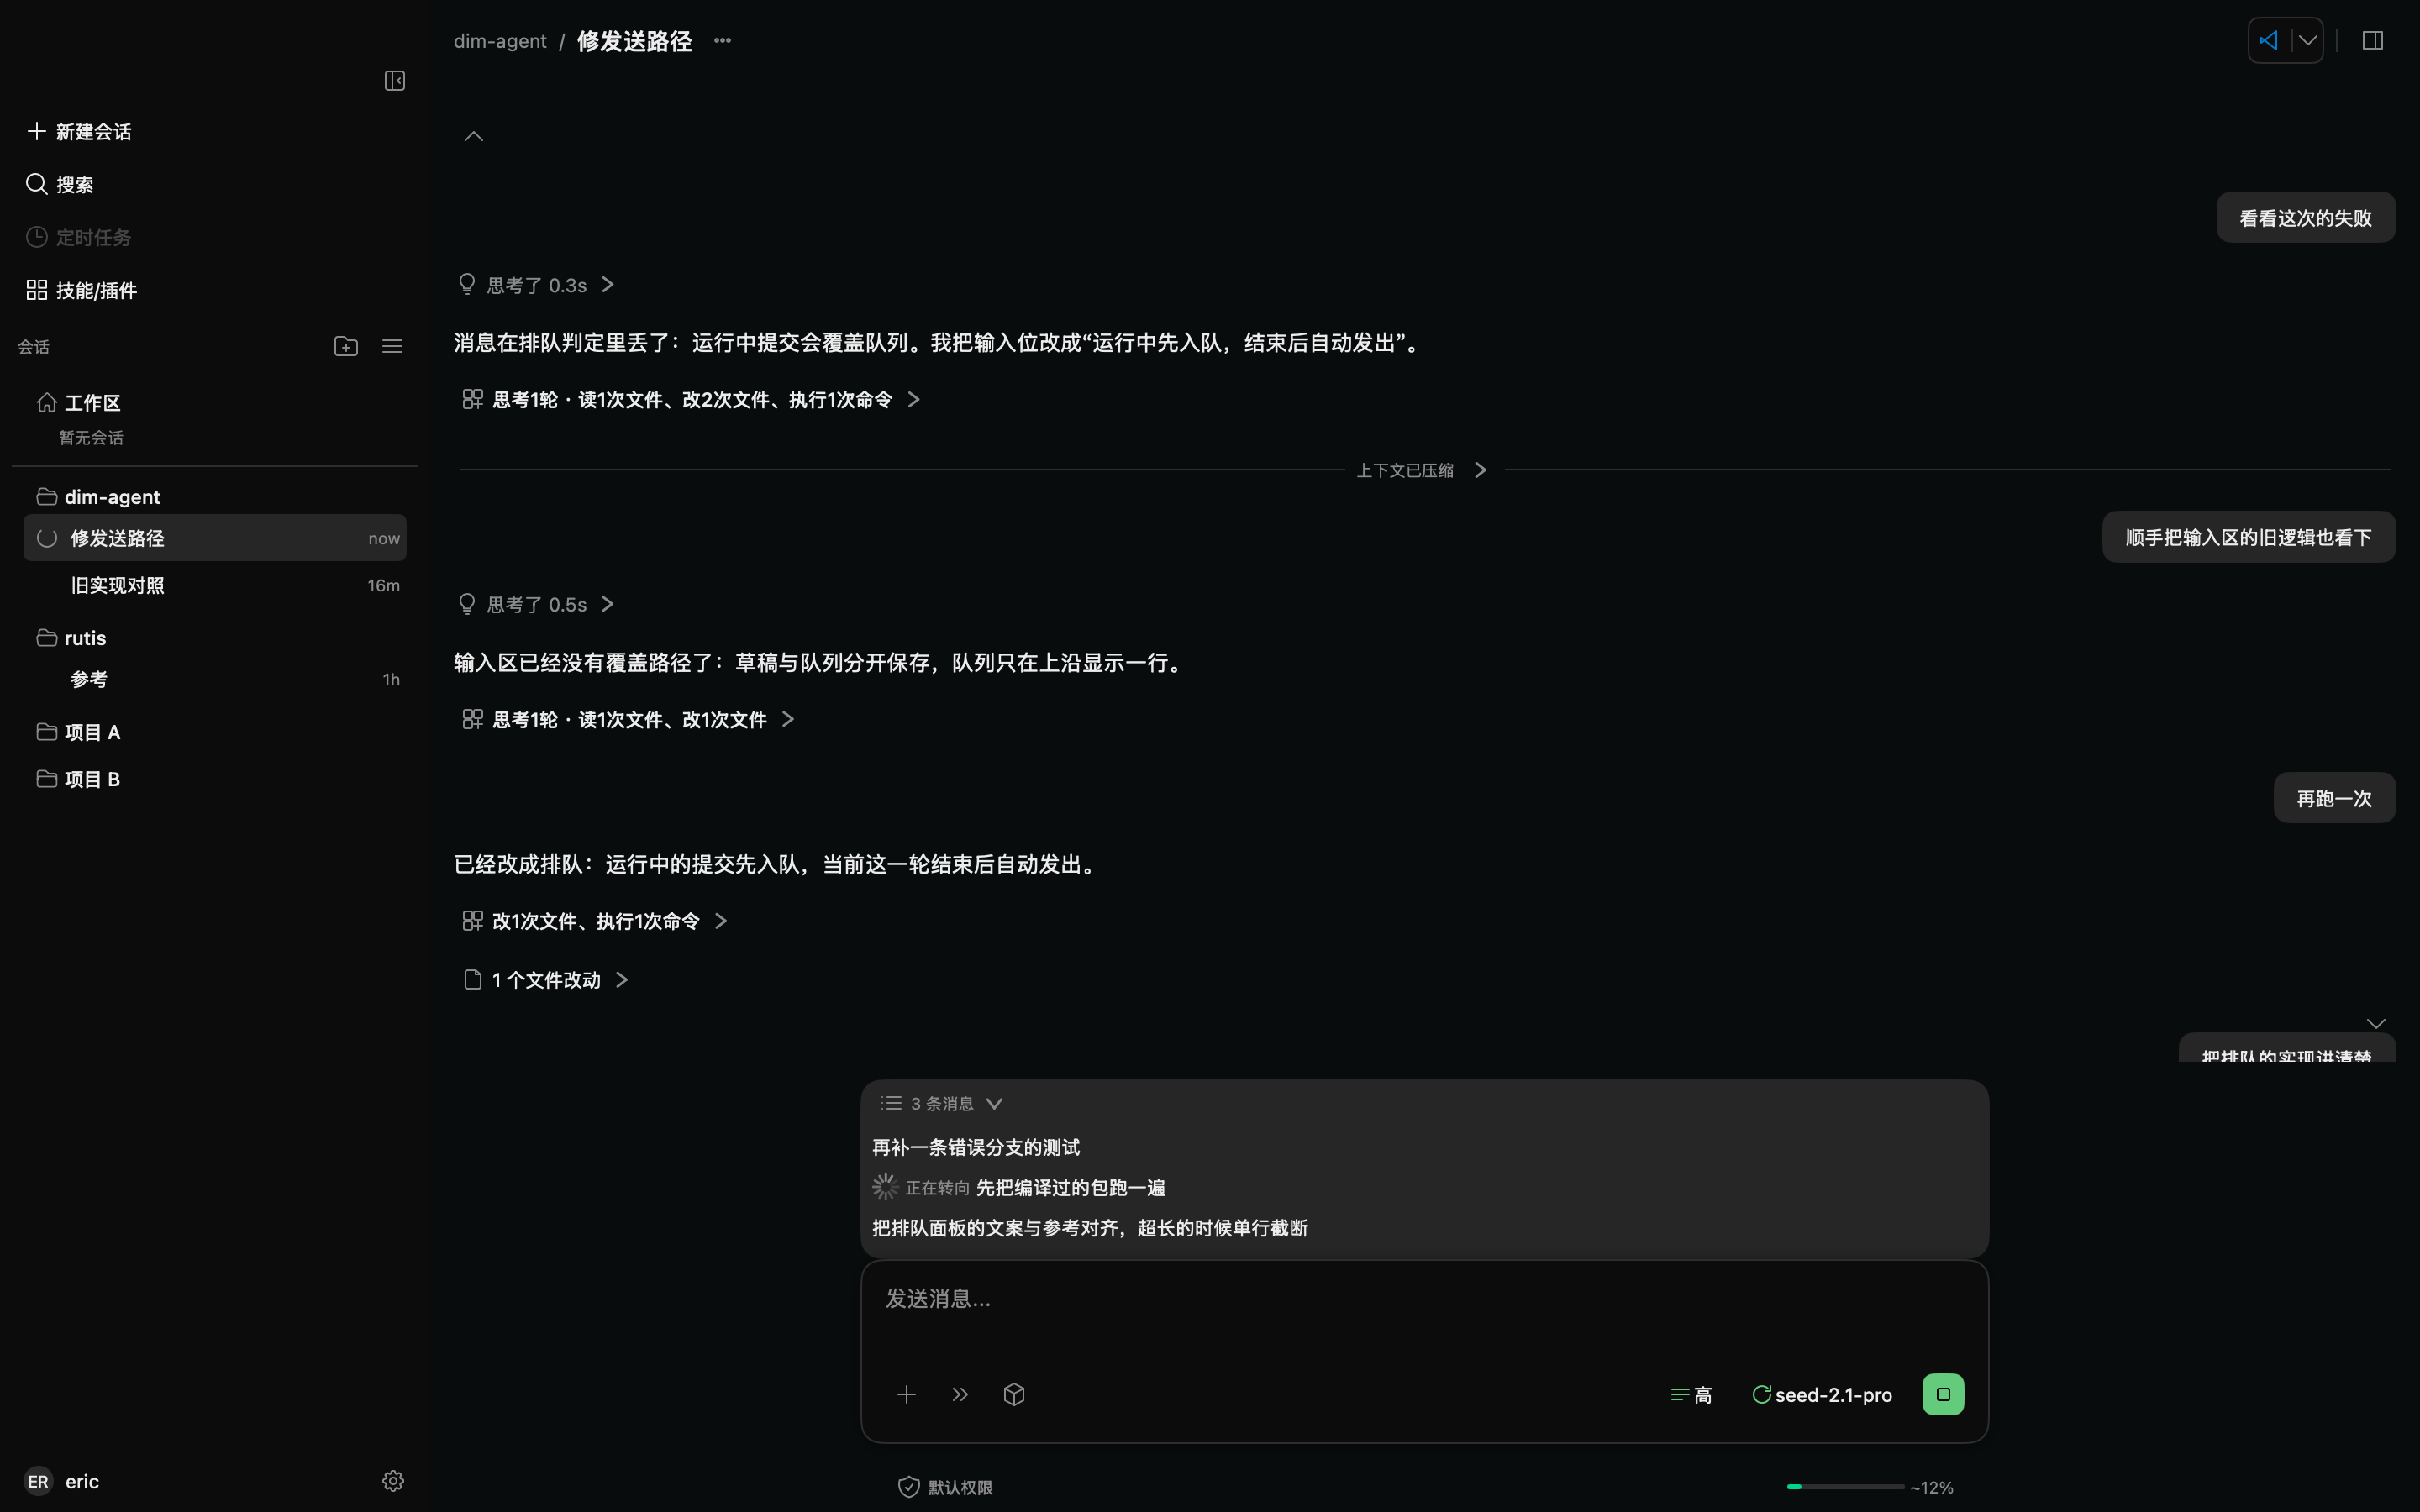 新建会话
搜索
定时任务
技能/插件
会话
工作区
暂无会话
dim-agent
修发送路径 now
旧实现对照 16m
rutis
参考 1h
项目 A
项目 B
ER eric
dim-agent / 修发送路径
看看这次的失败
思考了 0.3s
消息在排队判定里丢了：运行中提交会覆盖队列。我把输入位改成“运行中先入队，结束后自动发出”。
思考1轮 · 读1次文件、改2次文件、执行1次命令
上下文已压缩
顺手把输入区的旧逻辑也看下
思考了 0.5s
输入区已经没有覆盖路径了：草稿与队列分开保存，队列只在上沿显示一行。
思考1轮 · 读1次文件、改1次文件
再跑一次
已经改成排队：运行中的提交先入队，当前这一轮结束后自动发出。
改1次文件、执行1次命令
1 个文件改动
把排队的实现讲清楚
3 条消息
再补一条错误分支的测试
正在转向 先把编译过的包跑一遍
把排队面板的文案与参考对齐，超长的时候单行截断
发送消息...
高 seed-2.1-pro
默认权限 ~12%